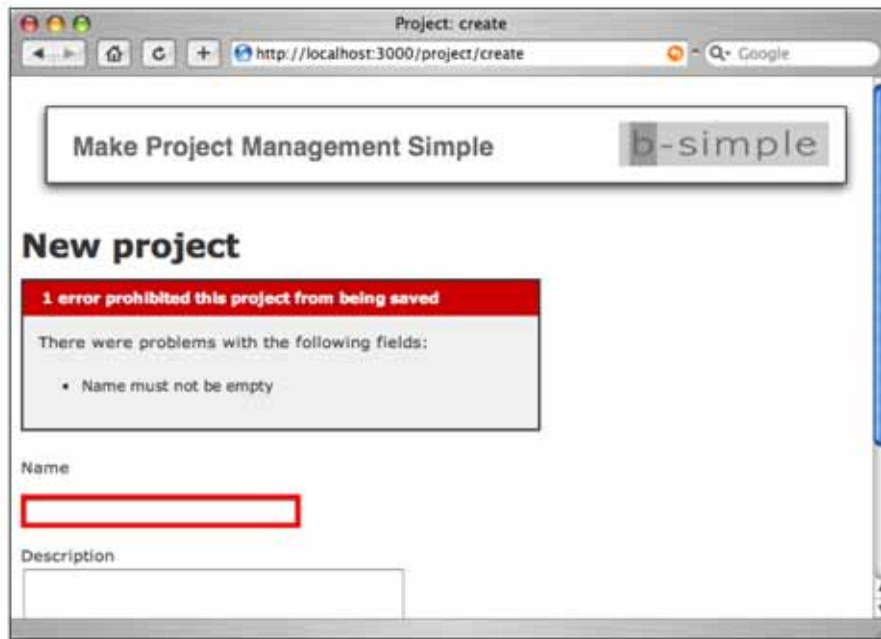 Project: create
http://localhost:3000/project/create
Google
Make Project Management Simple
b-simple
New project
1 error prohibited this project from being saved
There were problems with the following fields:
• Name must not be empty
Name
Description